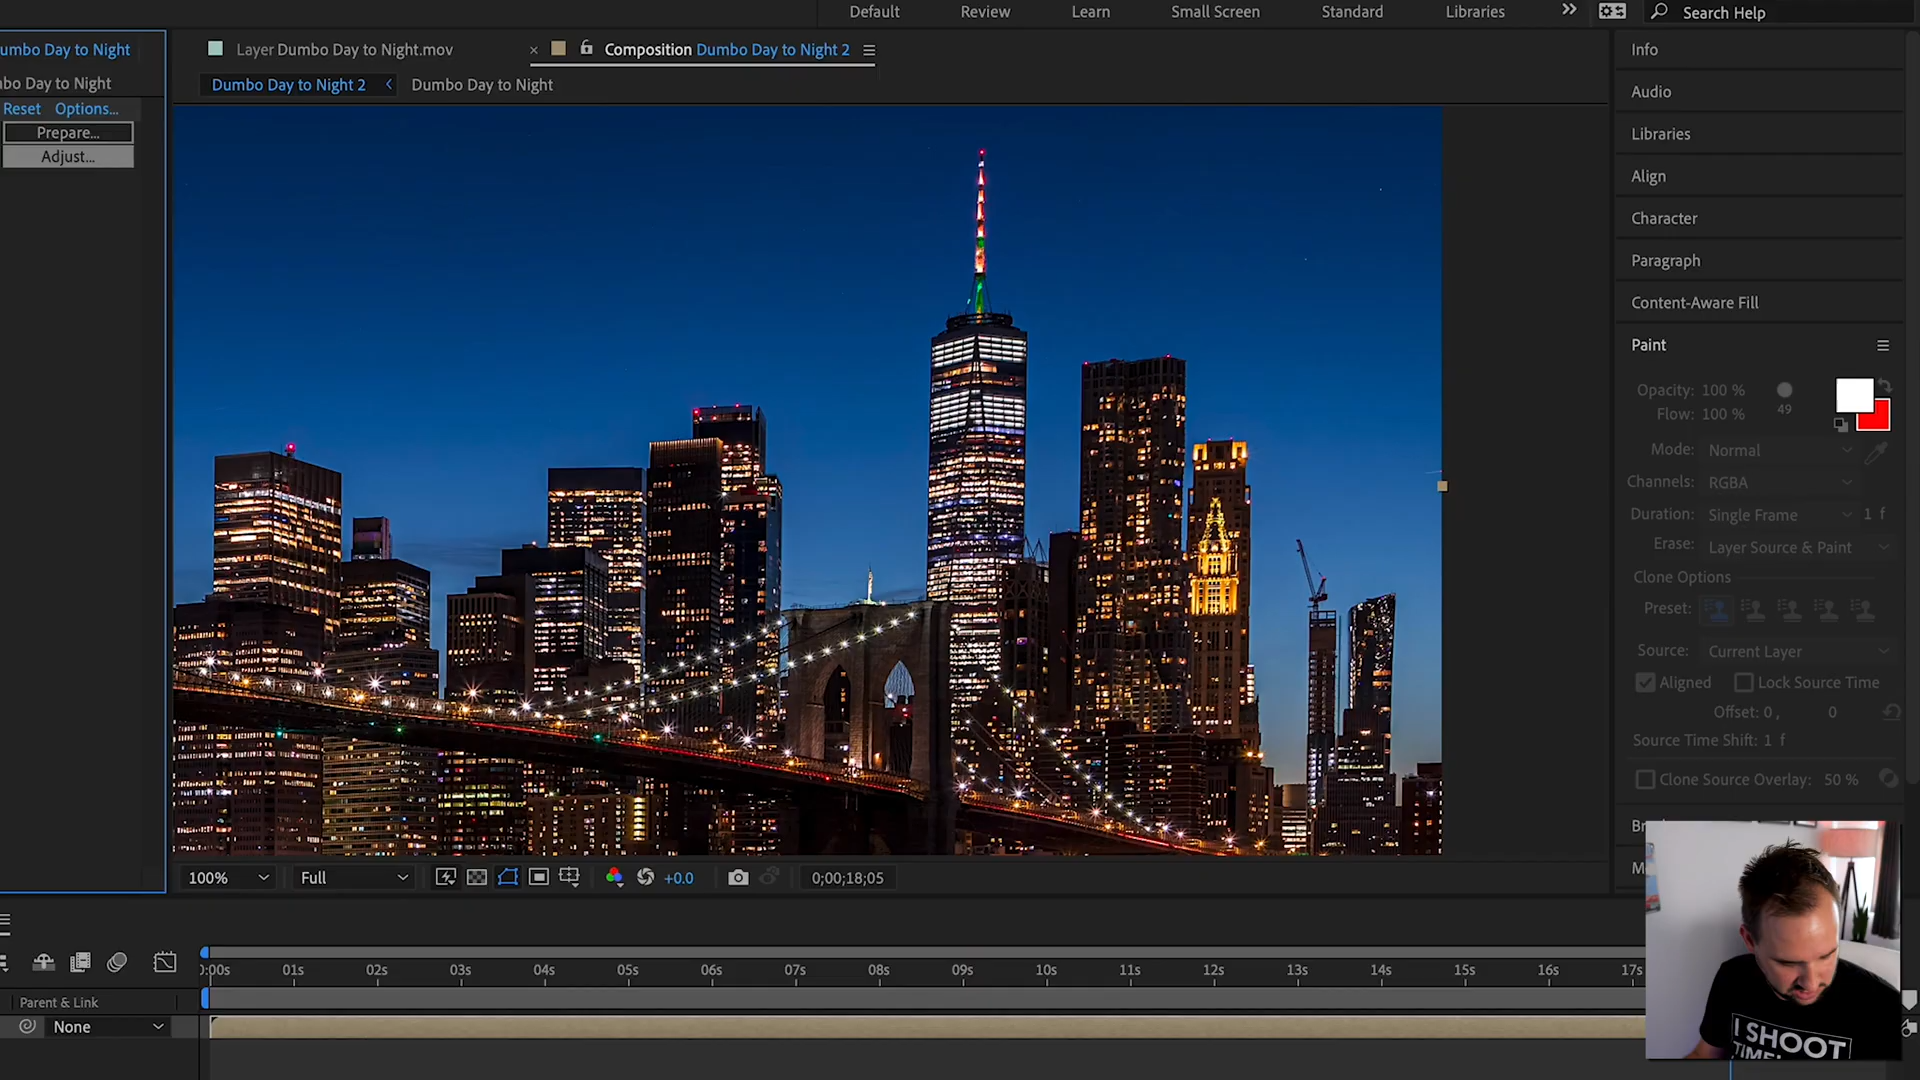 Default Review Learn Small Screen Standard Libraries Search Help
Dumbo Day to Night
Layer Dumbo Day to Night.mov
Composition Dumbo Day to Night 2
Day to Night
Dumbo Day to Night 2
Dumbo Day to Night
Reset Options...
Prepare...
Adjust...
Info
Audio
Libraries
Align
Character
Paragraph
Content-Aware Fill
Paint
Opacity: 100 %
Flow: 100 %
49
Mode: Normal
Channels: RGBA
Duration: Single Frame 1 f
Erase: Layer Source & Paint
Clone Options
Preset:
Source: Current Layer
Aligned Lock Source Time
Offset: 0 , 0
Source Time Shift: 1 f
Clone Source Overlay: 50 %
100% Full +0.0 0;00;18;05
0:00s 01s 02s 03s 04s 05s 06s 07s 08s 09s 10s 11s 12s 13s 14s 15s 16s 17s
Parent & Link
None
I SHOOT
TIME